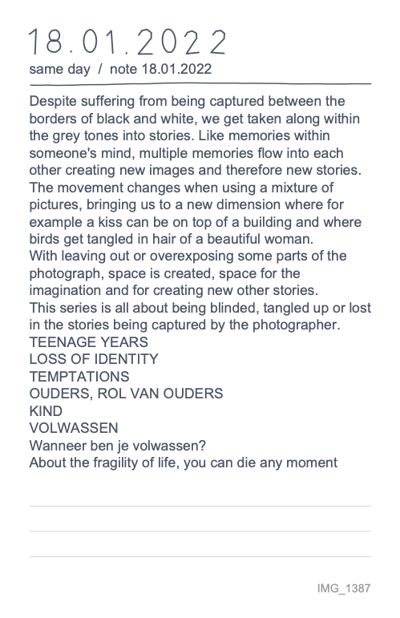 18.01.2022
same day / note 18.01.2022
Despite suffering from being captured between the
borders of black and white, we get taken along within
the grey tones into stories. Like memories within
someone's mind, multiple memories flow into each
other creating new images and therefore new stories.
The movement changes when using a mixture of
pictures, bringing us to a new dimension where for
example a kiss can be on top of a building and where
birds get tangled in hair of a beautiful woman.
With leaving out or overexposing some parts of the
photograph, space is created, space for the
imagination and for creating new other stories.
This series is all about being blinded, tangled up or lost
in the stories being captured by the photographer.
TEENAGE YEARS
LOSS OF IDENTITY
TEMPTATIONS
OUDERS, ROL VAN OUDERS
KIND
VOLWASSEN
Wanneer ben je volwassen?
About the fragility of life, you can die any moment
IMG_1387